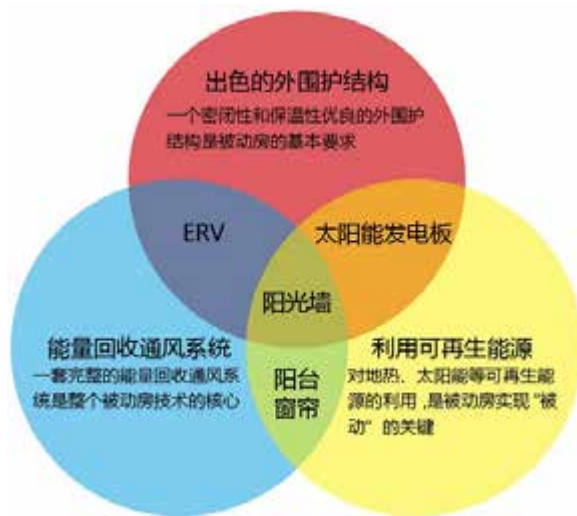 出色的外围护结构
一个密闭性和保温性优良的外围护
结构是被动房的基本要求
ERV
太阳能发电板
阳光墙
能量回收通风系统
一套完整的能量回收通风系
统是整个被动房技术的核心
阳台
窗帘
利用可再生能源
对地热、太阳能等可再生能
源的利用,是被动房实现“被
动”的关键